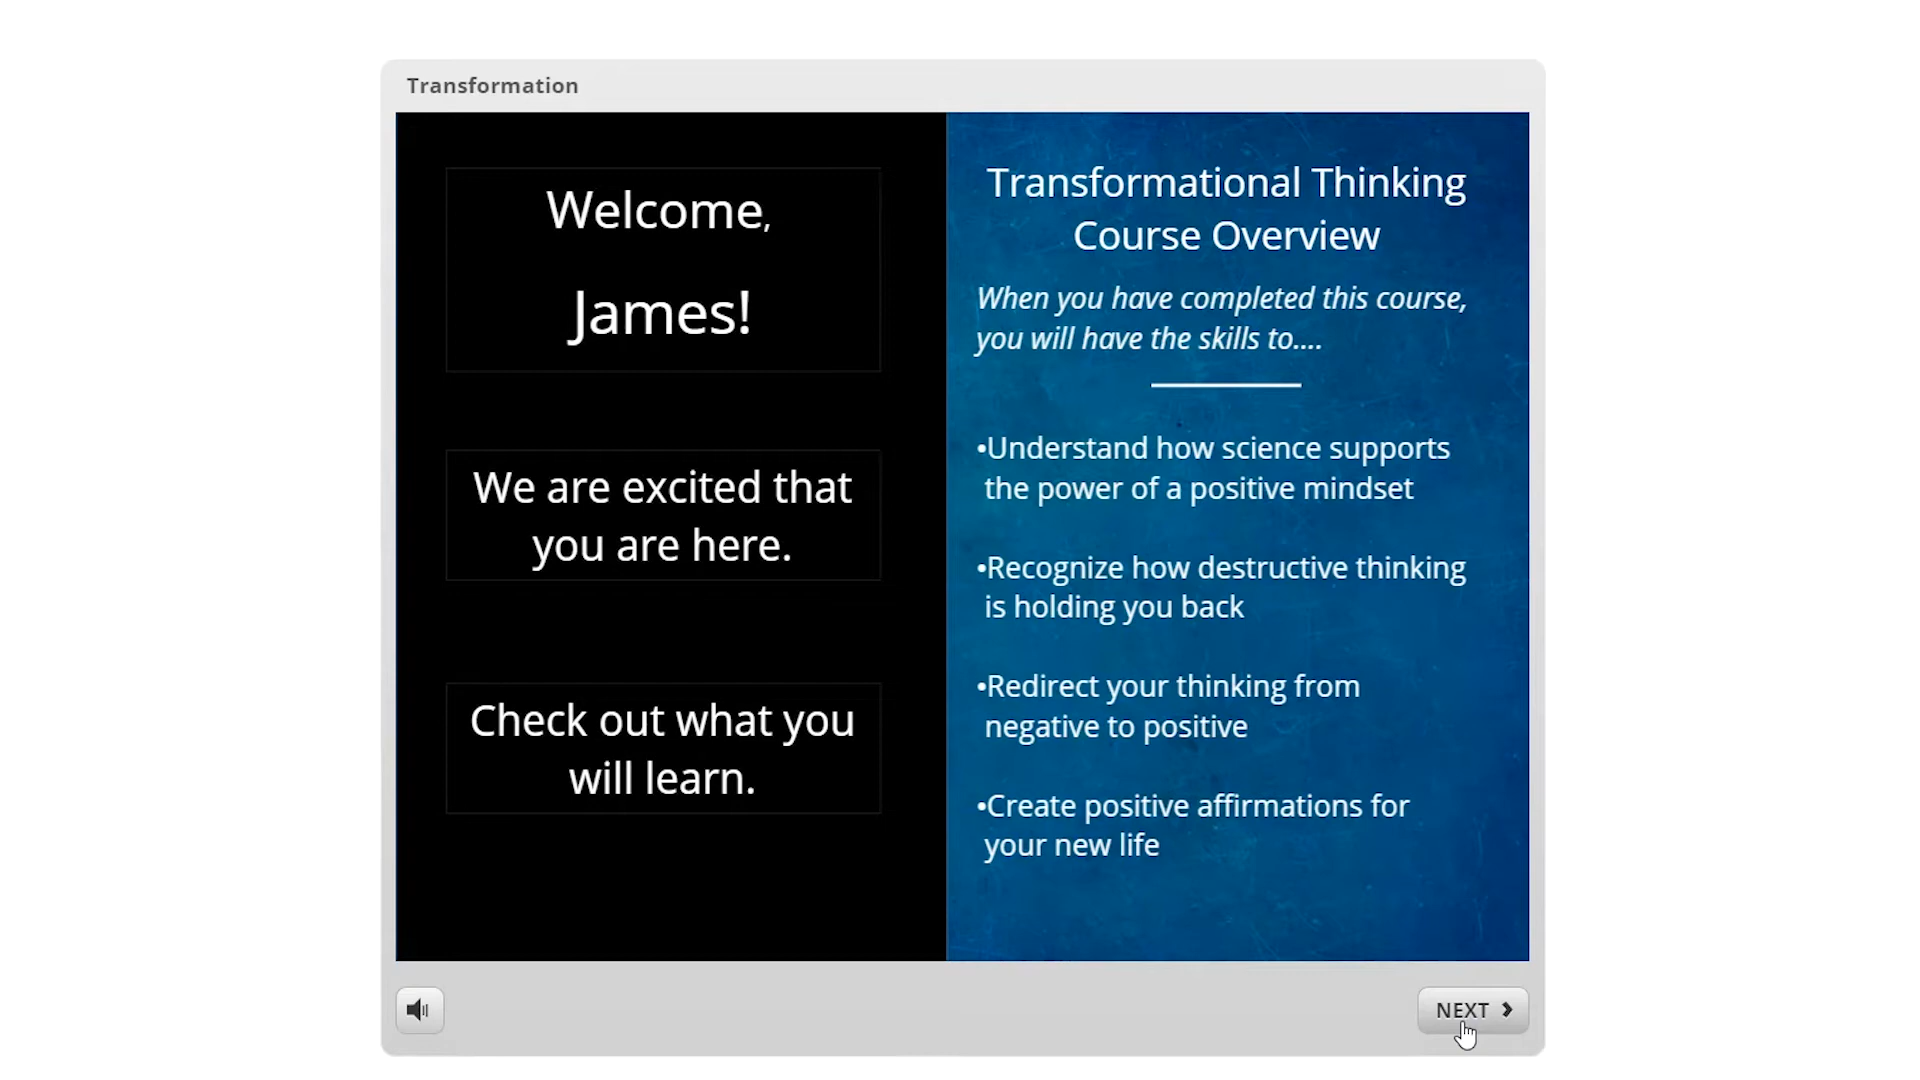 Transformation
Welcome,
James!
We are excited that
you are here.
Check out what you
will learn.
Transformational Thinking
Course Overview
When you have completed this course,
you will have the skills to....
•Understand how science supports
the power of a positive mindset
•Recognize how destructive thinking
is holding you back
•Redirect your thinking from
negative to positive
•Create positive affirmations for
your new life
NEXT